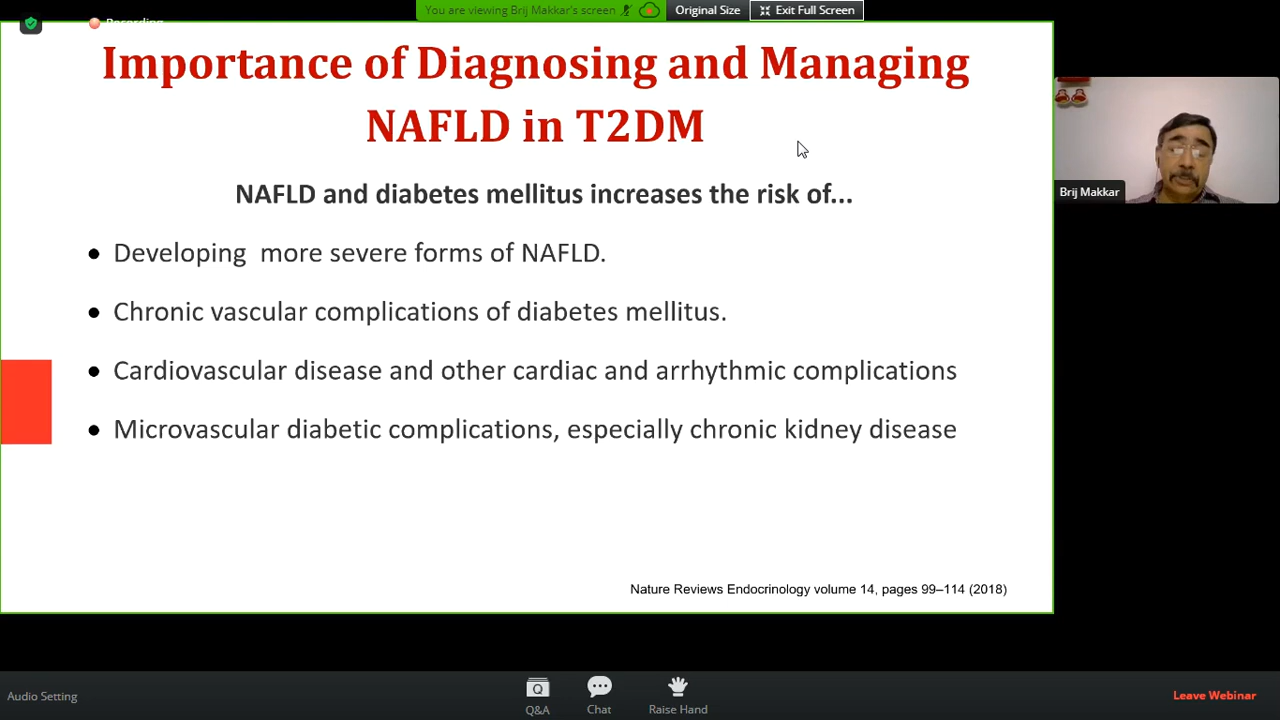 You are viewing Brij Makkar's screen
Original Size
Exit Full Screen
Recording
Importance of Diagnosing and Managing
NAFLD in T2DM
NAFLD and diabetes mellitus increases the risk of...
Developing more severe forms of NAFLD.
Chronic vascular complications of diabetes mellitus.
Cardiovascular disease and other cardiac and arrhythmic complications
Microvascular diabetic complications, especially chronic kidney disease
Nature Reviews Endocrinology volume 14, pages 99–114 (2018)
Brij Makkar
Audio Setting
Q
Q&A
Chat
Raise Hand
Leave Webinar